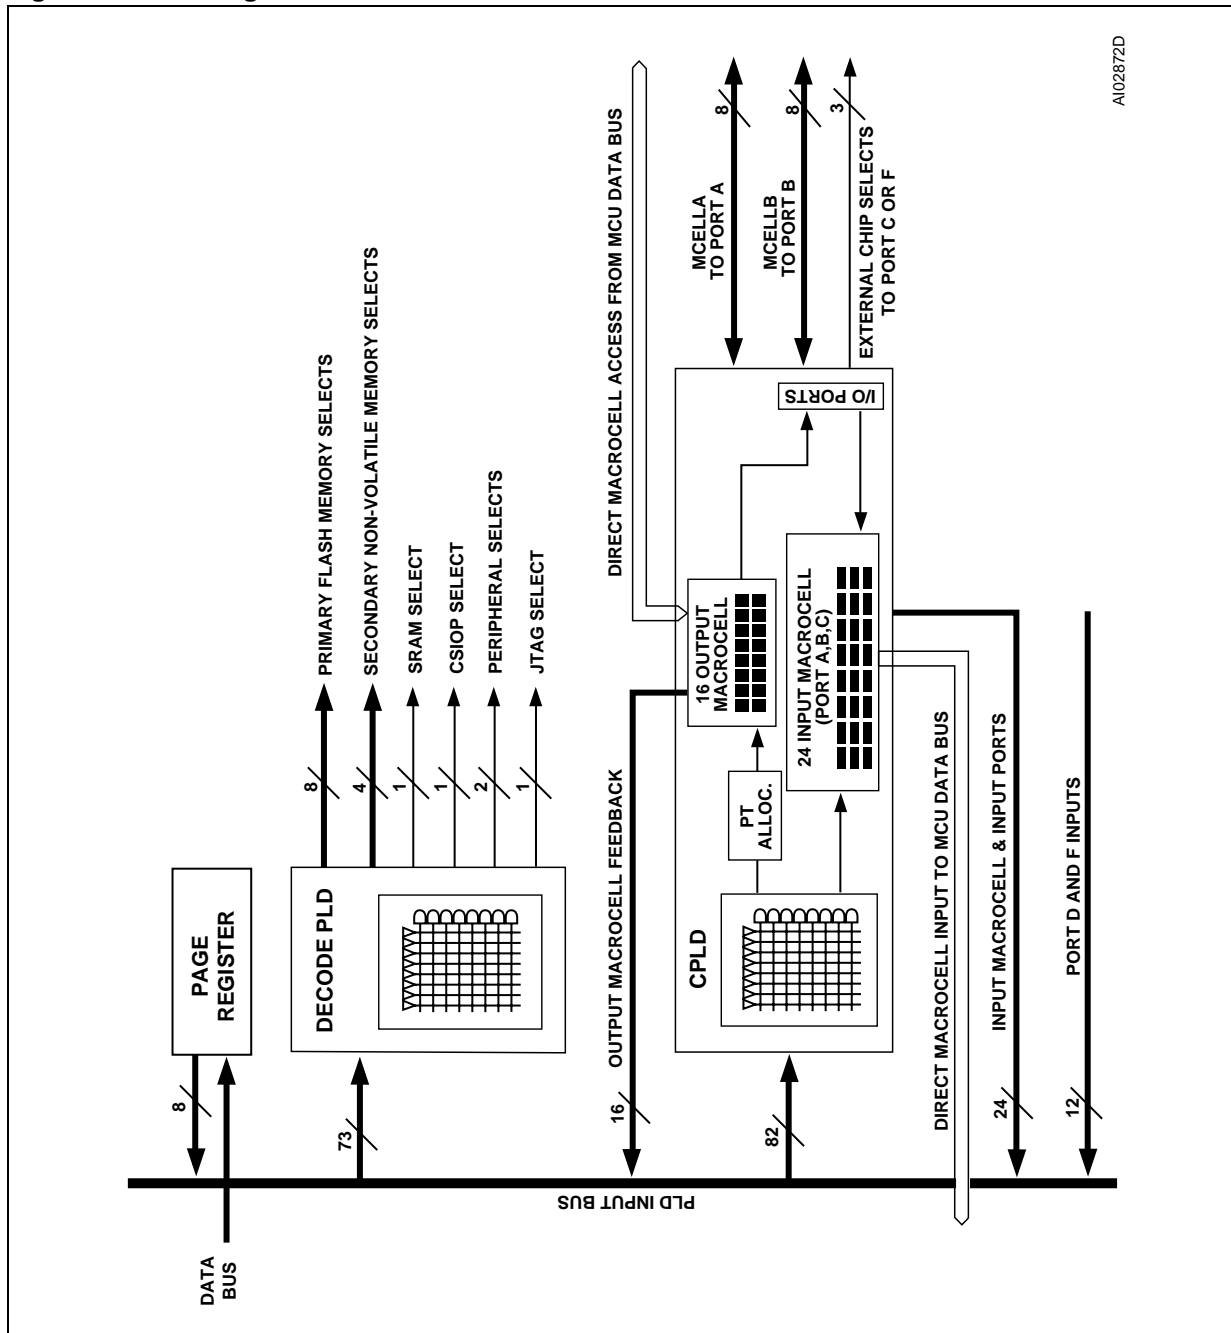 AI02872D
DATA
BUS
8
PAGE
REGISTER
73
DECODE PLD
8
PRIMARY FLASH MEMORY SELECTS
4
SECONDARY NON-VOLATILE MEMORY SELECTS
1
SRAM SELECT
1
CSIOP SELECT
2
PERIPHERAL SELECTS
1
JTAG SELECT
PLD INPUT BUS
16
OUTPUT MACROCELL FEEDBACK
DIRECT MACROCELL ACCESS FROM MCU DATA BUS
82
CPLD
PT
ALLOC.
16 OUTPUT
MACROCELL
24 INPUT MACROCELL
(PORT A,B,C)
I/O PORTS
MCELLA
TO PORT A
8
MCELLB
TO PORT B
8
EXTERNAL CHIP SELECTS
TO PORT C OR F
3
DIRECT MACROCELL INPUT TO MCU DATA BUS
24
INPUT MACROCELL & INPUT PORTS
12
PORT D AND F INPUTS